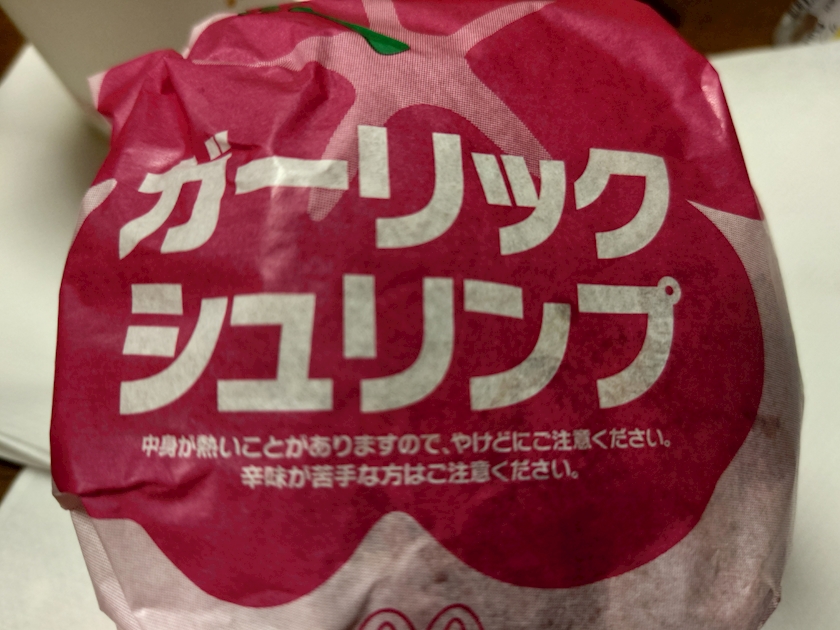 ガーリック
シュリンプ
中身が熱いことがありますので、やけどにご注意ください。
辛味が苦手な方はご注意ください。